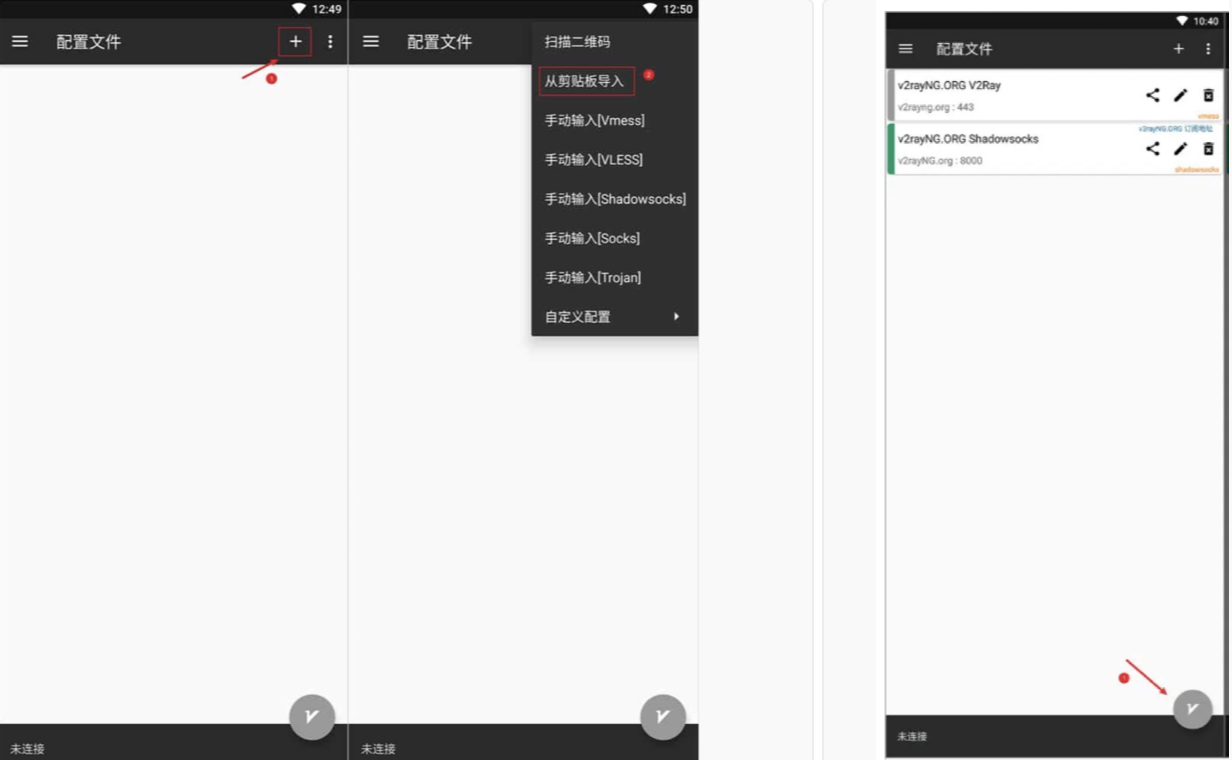 12:49
配置文件
1
未连接
12:50
配置文件
扫描二维码
从剪贴板导入
2
手动输入[Vmess]
手动输入[VLESS]
手动输入[Shadowsocks]
手动输入[Socks]
手动输入[Trojan]
自定义配置
未连接
10:40
配置文件
v2rayNG.ORG V2Ray
v2rayng.org : 443
vmess
v2rayNG.ORG 订阅地址
v2rayNG.ORG Shadowsocks
v2rayNG.org : 8000
shadowsocks
1
未连接